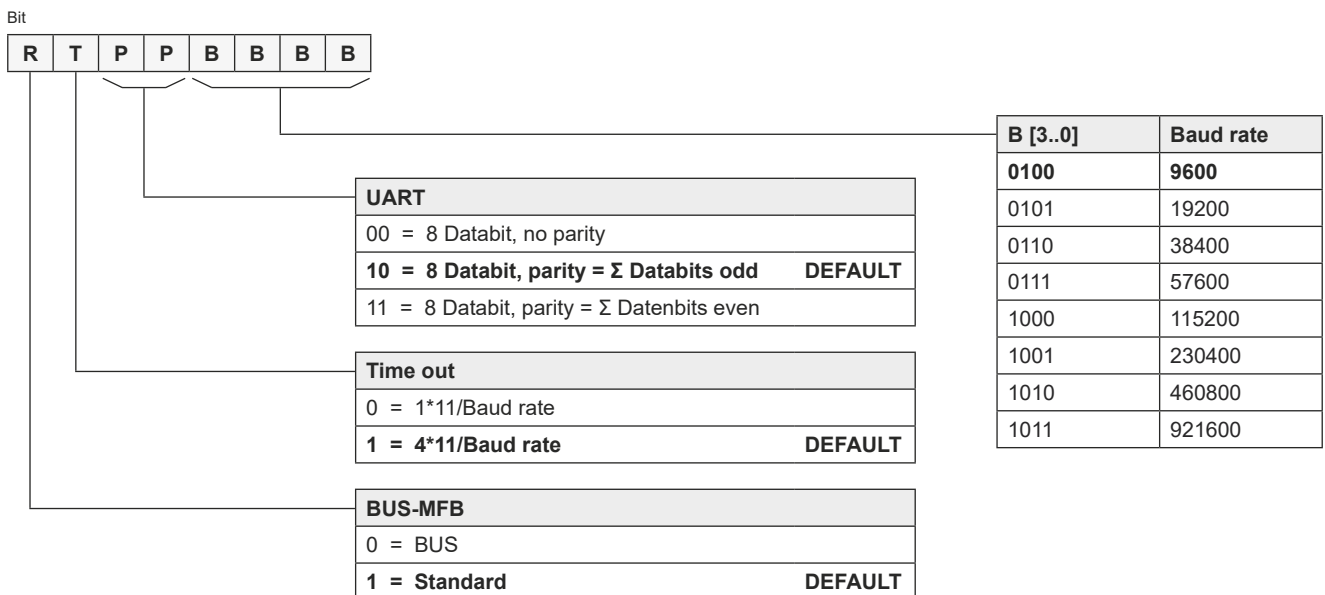 Bit
R T P P B B B B
B [3..0] Baud rate
0100 9600
0101 19200
0110 38400
0111 57600
1000 115200
1001 230400
1010 460800
1011 921600
UART
00 = 8 Databit, no parity
10 = 8 Databit, parity = Σ Databits odd DEFAULT
11 = 8 Databit, parity = Σ Datenbits even
Time out
0 = 1*11/Baud rate
1 = 4*11/Baud rate DEFAULT
BUS-MFB
0 = BUS
1 = Standard DEFAULT